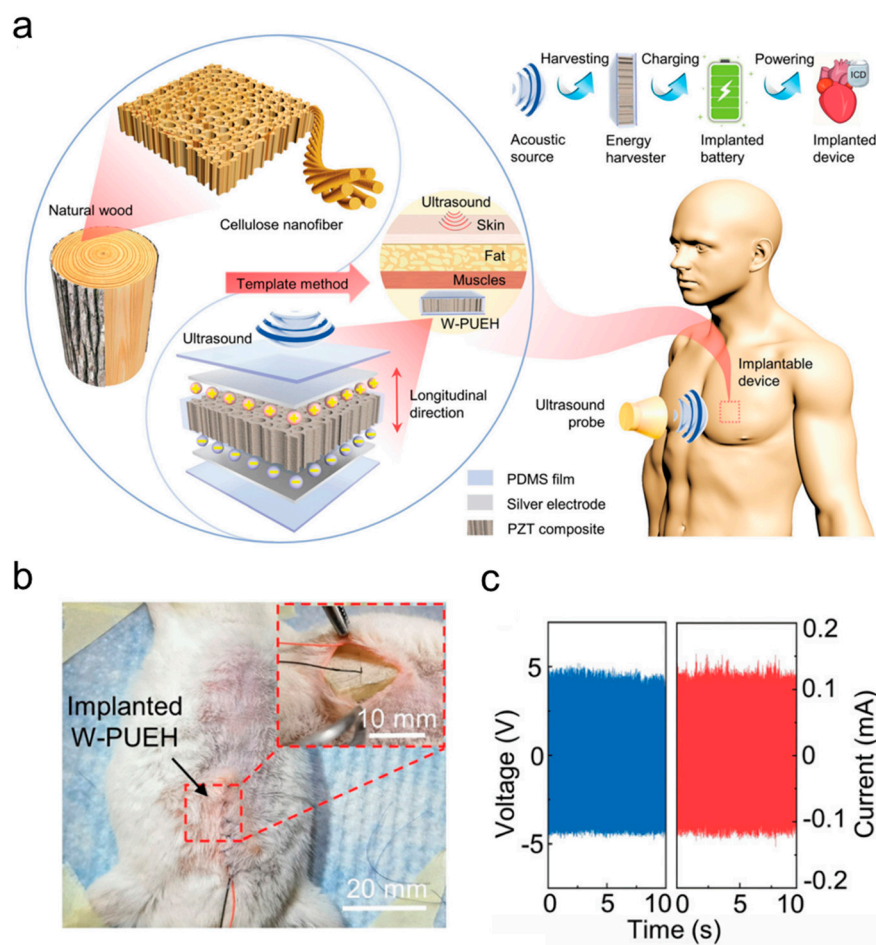 a
Harvesting
Charging
Powering
ICD
Acoustic
source
Energy
harvester
Implanted
battery
Implanted
device
Natural wood
Cellulose nanofiber
Ultrasound
Skin
Fat
Muscles
W-PUEH
Template method
Ultrasound
Longitudinal
direction
Implantable
device
Ultrasound
probe
PDMS film
Silver electrode
PZT composite
b
Implanted
W-PUEH
10 mm
20 mm
c
Voltage (V)
5
0
-5
0
5
10
0
5
10
Time (s)
0.2
0.1
0
-0.1
-0.2
Current (mA)